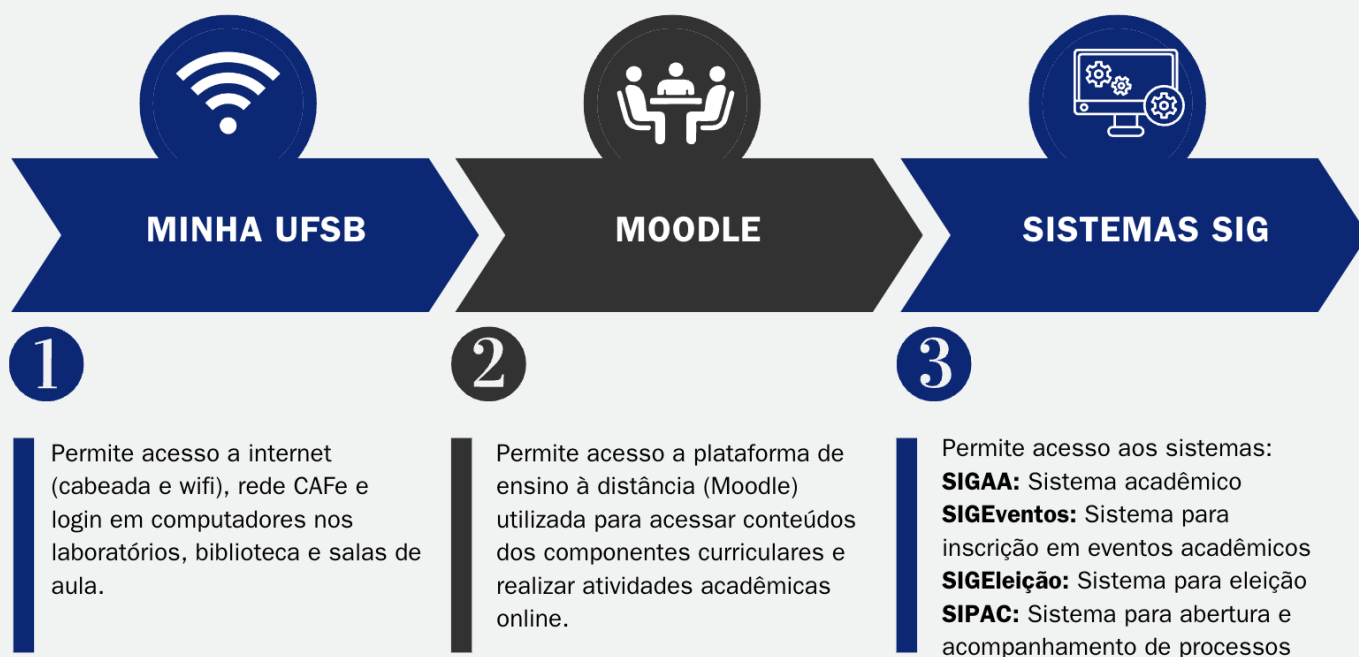 MINHA UFSB
MOODLE
SISTEMAS SIG
1
Permite acesso a internet
(cabeada e wifi), rede CAFe e
login em computadores nos
laboratórios, biblioteca e salas de
aula.
2
Permite acesso a plataforma de
ensino à distância (Moodle)
utilizada para acessar conteúdos
dos componentes curriculares e
realizar atividades acadêmicas
online.
3
Permite acesso aos sistemas:
SIGAA: Sistema acadêmico
SIGEventos: Sistema para
inscrição em eventos acadêmicos
SIGEleição: Sistema para eleição
SIPAC: Sistema para abertura e
acompanhamento de processos